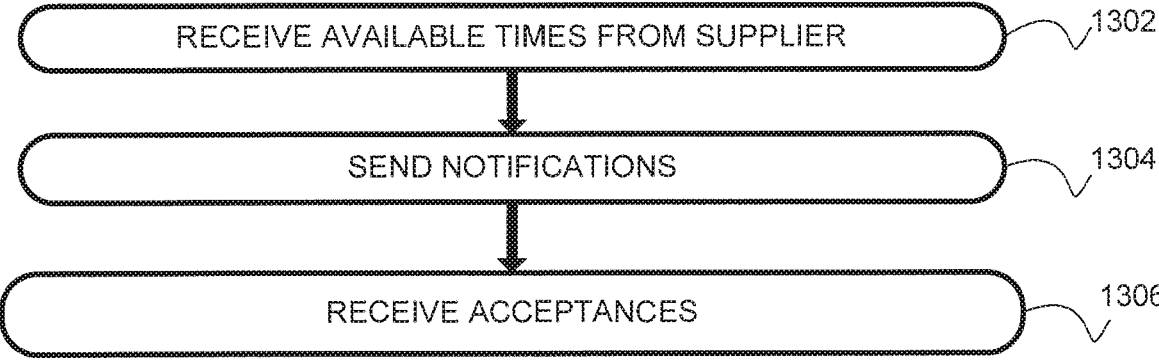 RECEIVE AVAILABLE TIMES FROM SUPPLIER
1302
SEND NOTIFICATIONS
1304
RECEIVE ACCEPTANCES
1306